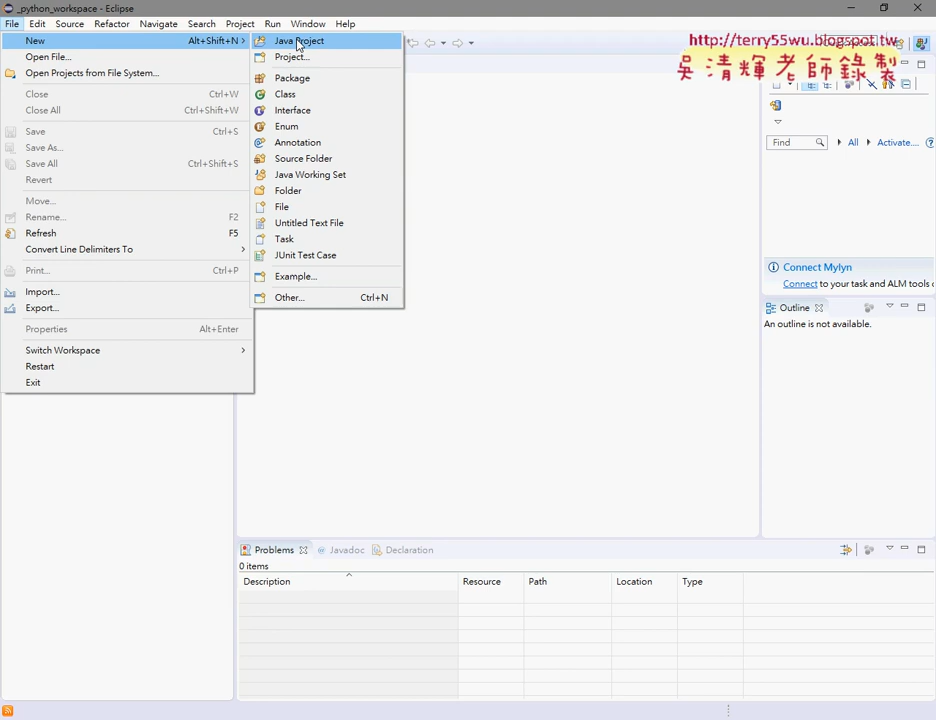 _python_workspace - Eclipse
File Edit Source Refactor Navigate Search Project Run Window Help
New Alt+Shift+N
Open File...
Open Projects from File System...
Close Ctrl+W
Close All Ctrl+Shift+W
Save Ctrl+S
Save As...
Save All Ctrl+Shift+S
Revert
Move...
Rename... F2
Refresh F5
Convert Line Delimiters To
Print... Ctrl+P
Import...
Export...
Properties Alt+Enter
Switch Workspace
Restart
Exit
Java Project
Project...
Package
Class
Interface
Enum
Annotation
Source Folder
Java Working Set
Folder
File
Untitled Text File
Task
JUnit Test Case
Example...
Other... Ctrl+N
http://terry55wu.blogspot.tw
吳清輝老師錄製
Find All Activate...
Connect Mylyn
Connect to your task and ALM tools
Outline
An outline is not available.
Problems Javadoc Declaration
0 items
Description Resource Path Location Type